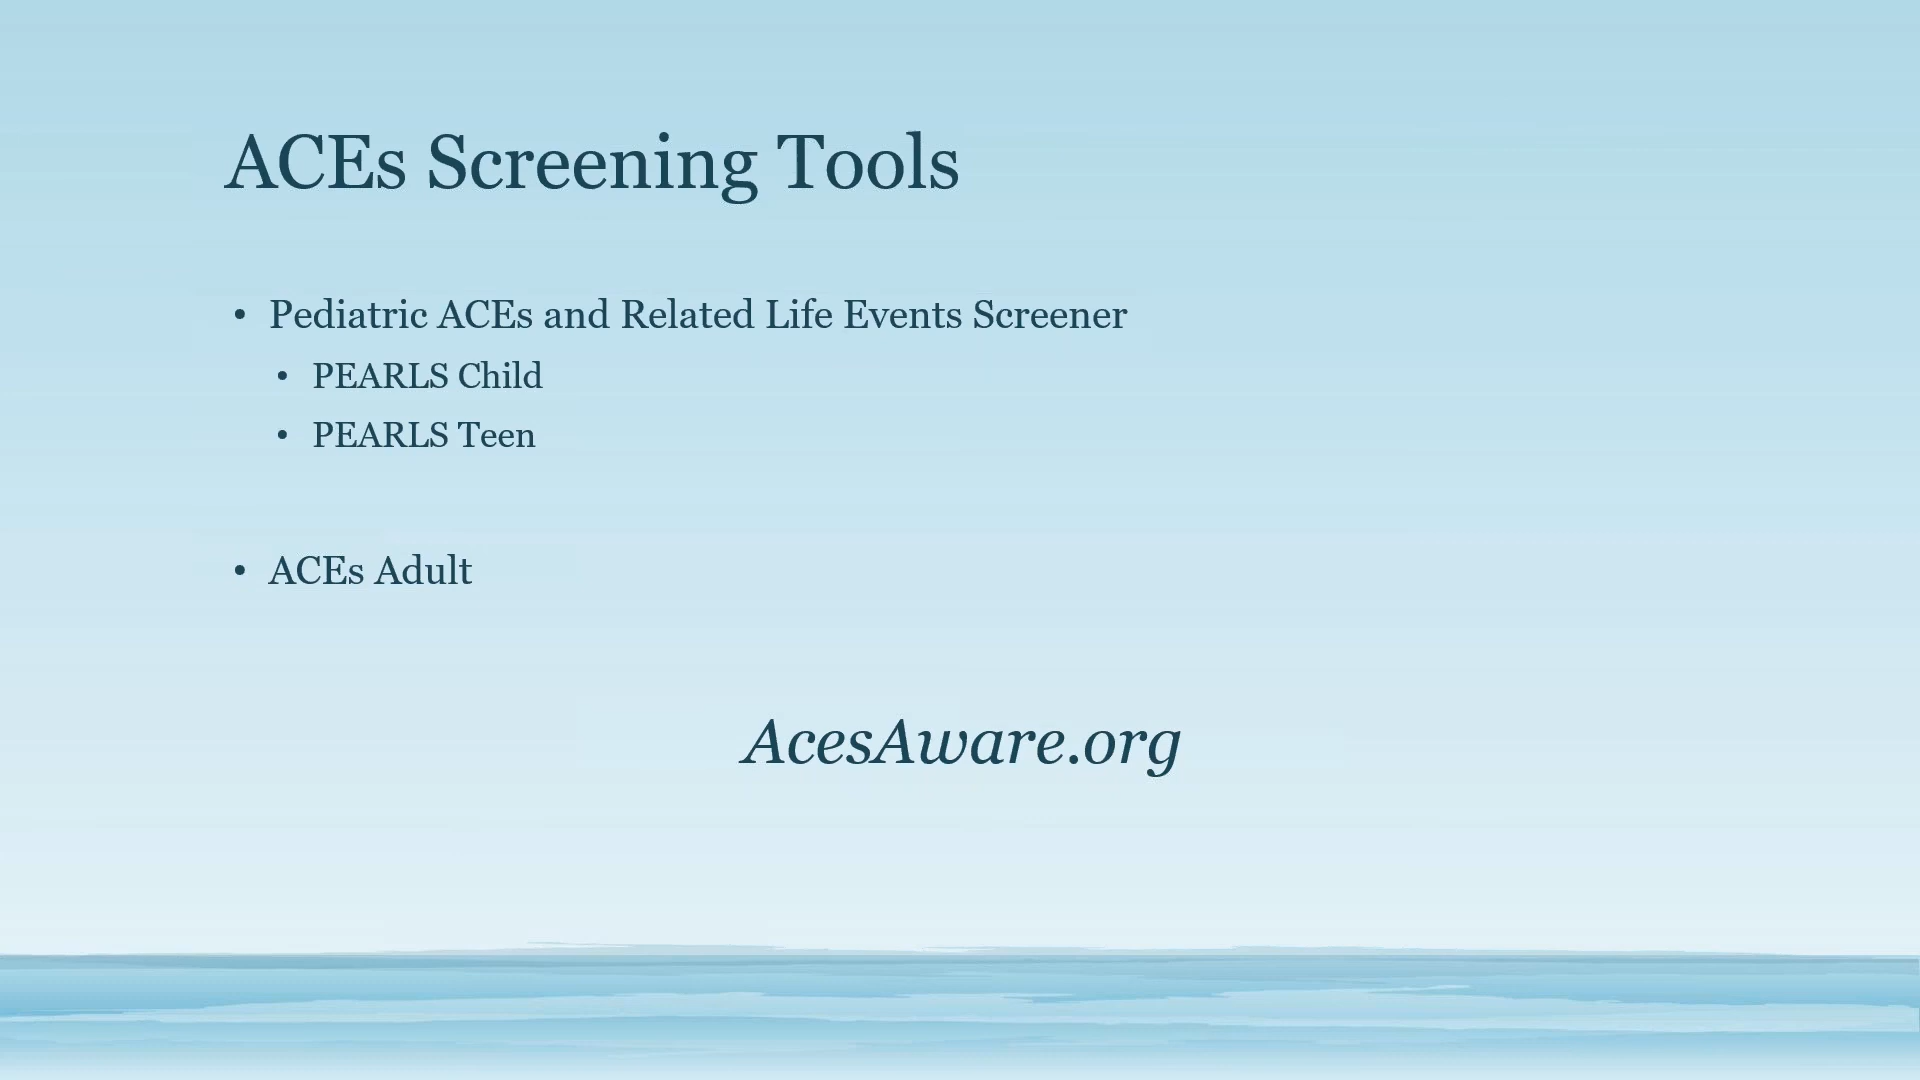 ACEs Screening Tools
• Pediatric ACEs and Related Life Events Screener
• PEARLS Child
• PEARLS Teen
• ACEs Adult
AcesAware.org